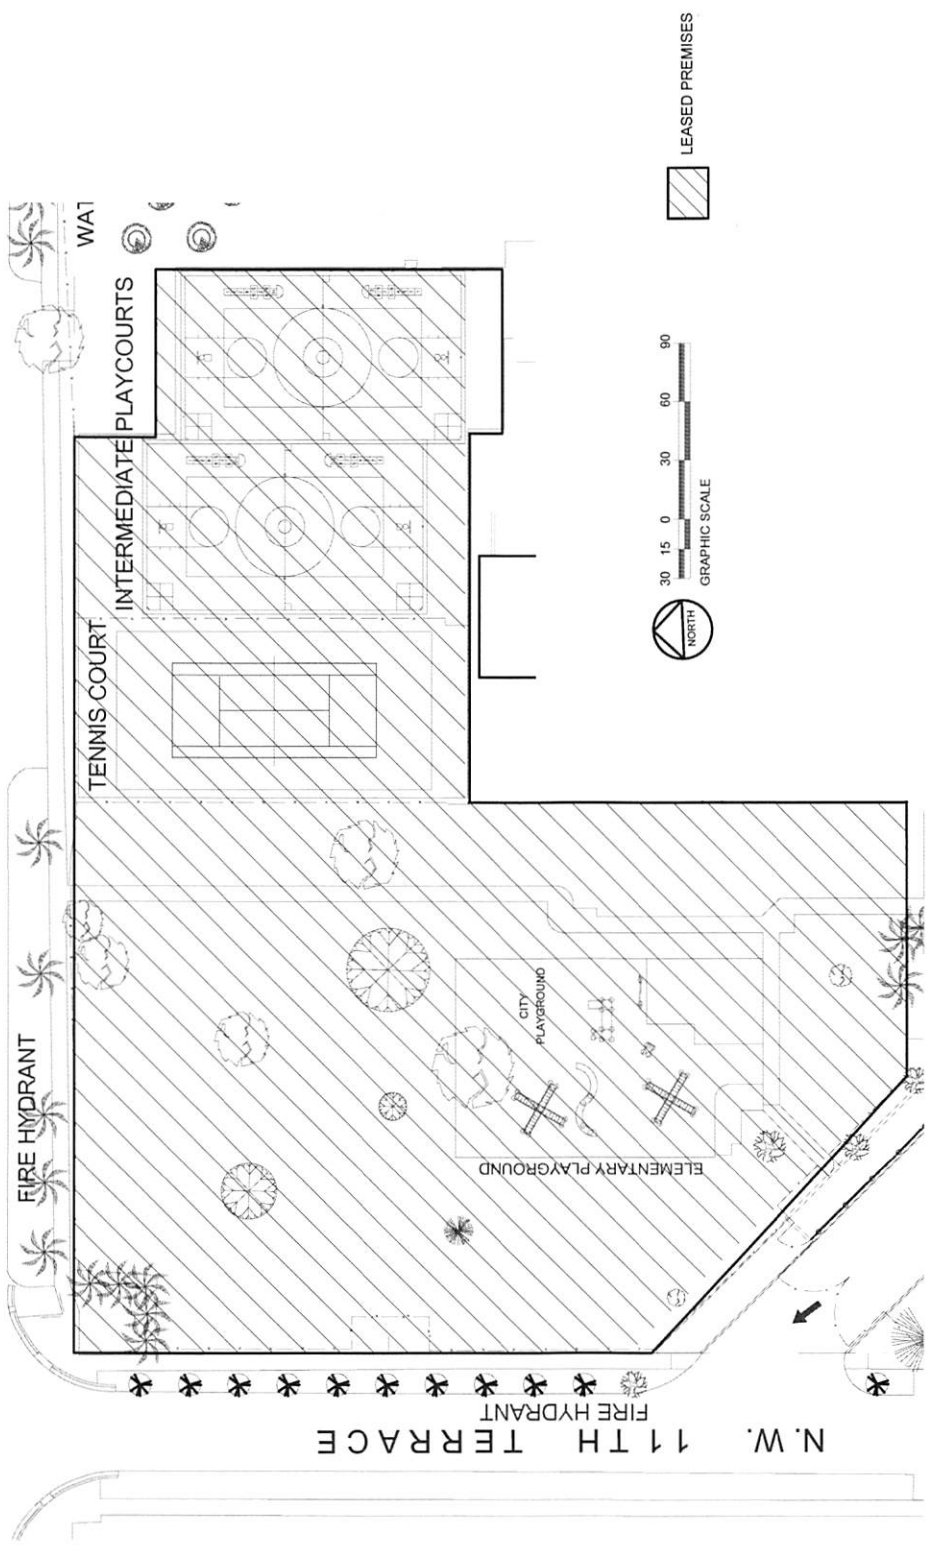 WAT
INTERMEDIATE PLAYCOURTS
TENNIS COURT
FIRE HYDRANT
CITY
PLAYGROUND
ELEMENTARY PLAYGROUND
FIRE HYDRANT
N.W. 11TH TERRACE
LEASED PREMISES
30 15 0 30 60 90
GRAPHIC SCALE
NORTH